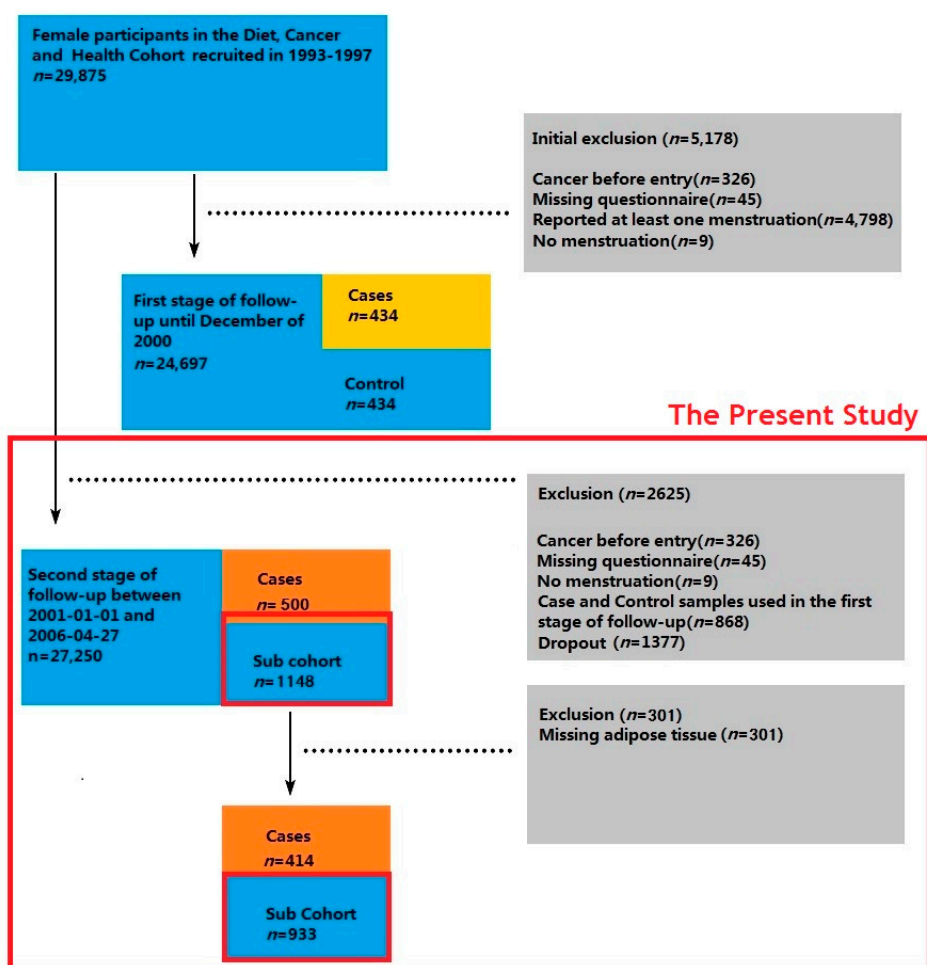 Female participants in the Diet, Cancer
and Health Cohort recruited in 1993-1997
n=29,875
Initial exclusion (n=5,178)
Cancer before entry(n=326)
Missing questionnaire(n=45)
Reported at least one menstruation(n=4,798)
No menstruation(n=9)
First stage of follow-
up until December of
2000
n=24,697
Cases
n=434
Control
n=434
The Present Study
Exclusion (n=2625)
Cancer before entry(n=326)
Missing questionnaire(n=45)
No menstruation(n=9)
Case and Control samples used in the first
stage of follow-up(n=868)
Dropout (n=1377)
Second stage of
follow-up between
2001-01-01 and
2006-04-27
n=27,250
Cases
n= 500
Sub cohort
n=1148
Exclusion (n=301)
Missing adipose tissue (n=301)
Cases
n=414
Sub Cohort
n=933